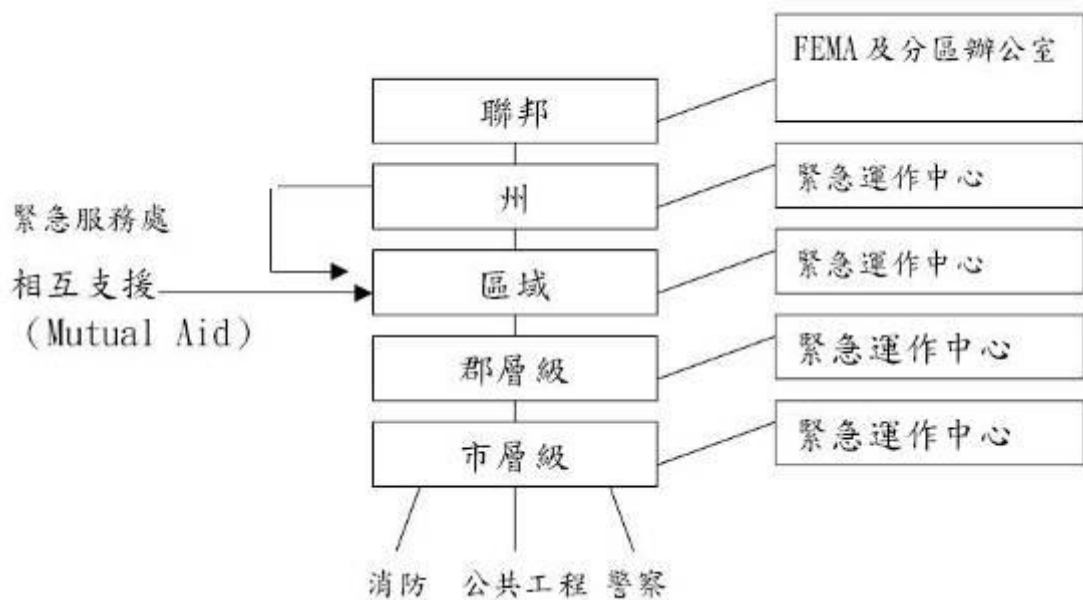 FEMA 及分區辦公室
聯邦
州
緊急運作中心
緊急服務處
區域
緊急運作中心
相互支援
(Mutual Aid)
郡層級
緊急運作中心
市層級
緊急運作中心
消防 公共工程 警察